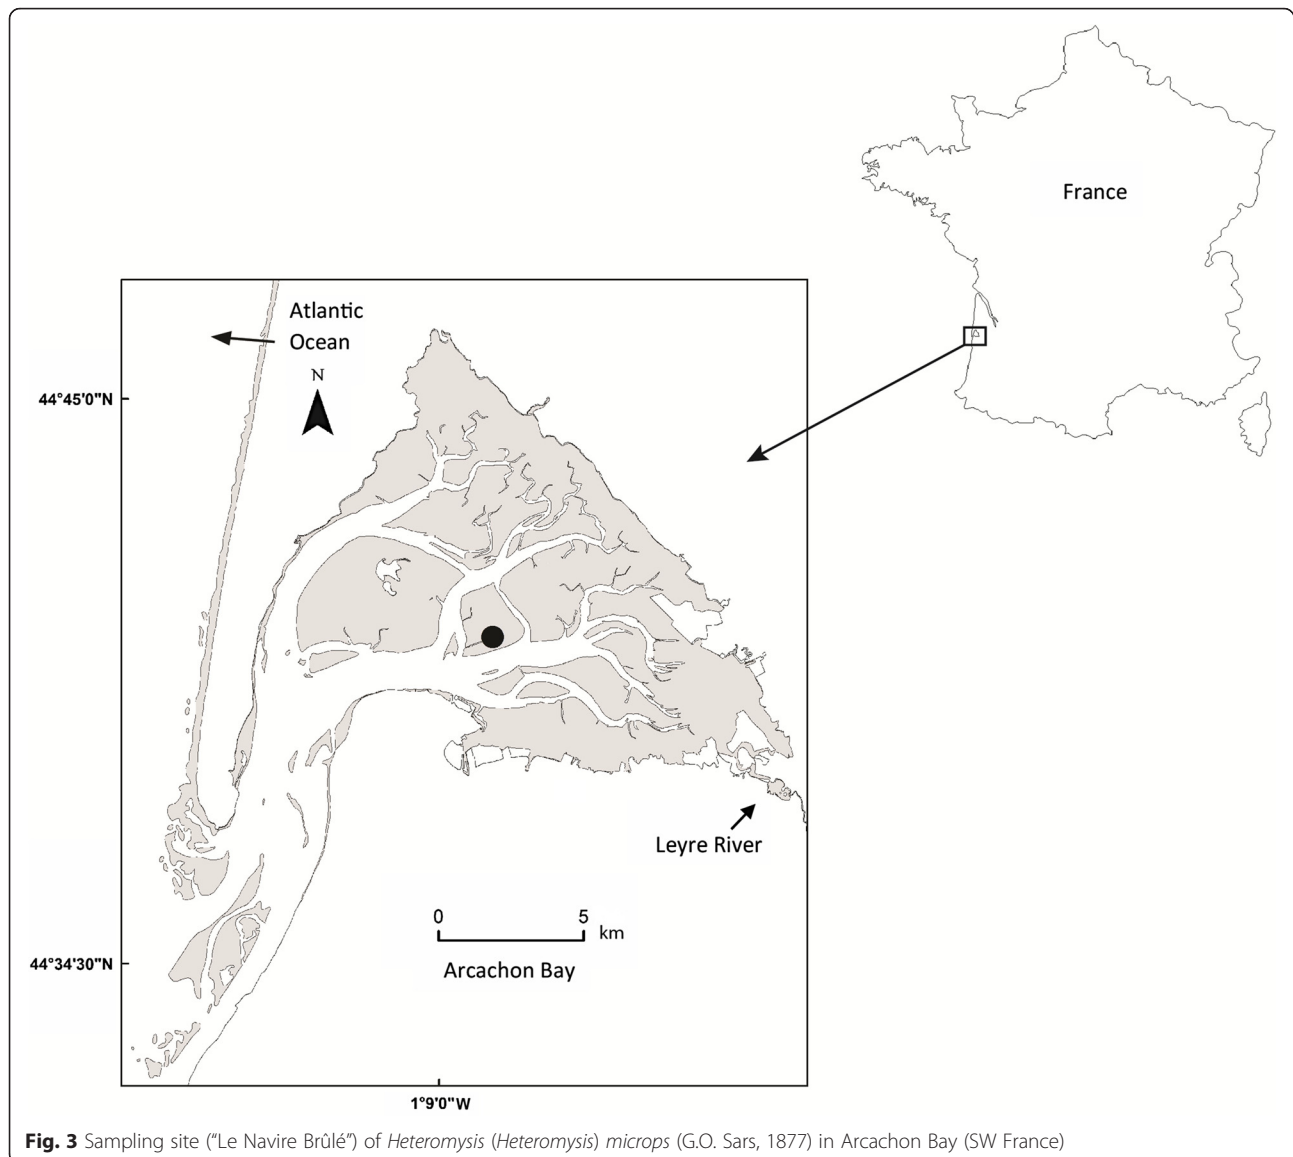 France
Atlantic
Ocean
N
44°45'0"N
Leyre River
0 5
km
44°34'30"N
Arcachon Bay
1°9'0"W
Fig. 3 Sampling site (“Le Navire Brûlé”) of Heteromysis (Heteromysis) microps (G.O. Sars, 1877) in Arcachon Bay (SW France)